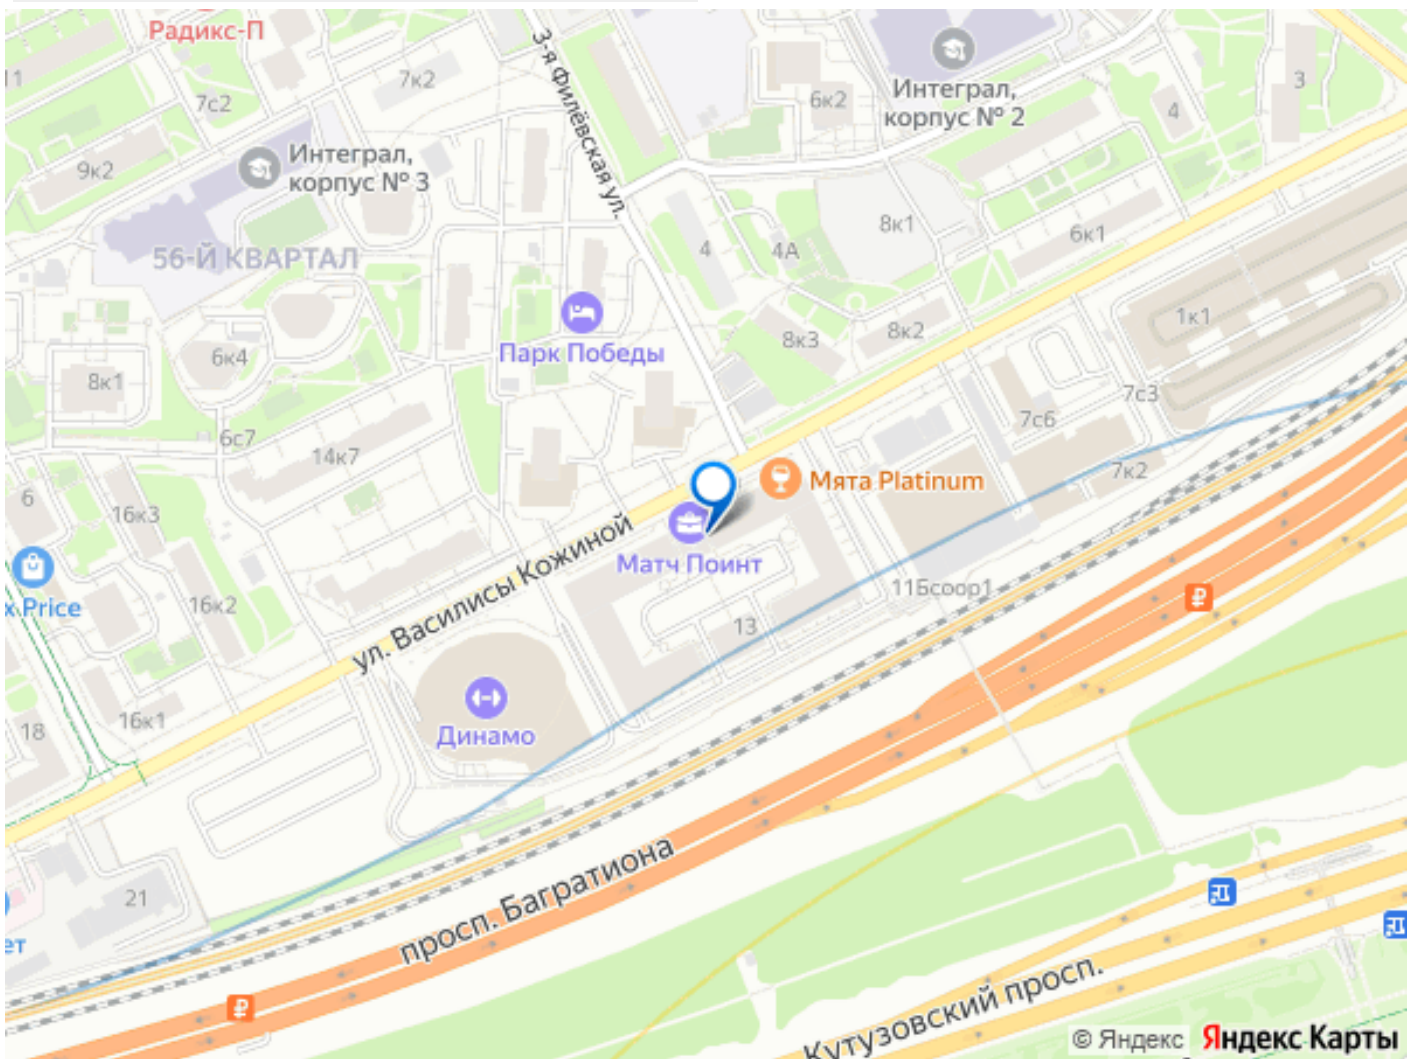 Радикс-П
11
7к2
7с2
3-я Филёвская ул.
6к2
Интеграл,
корпус № 2
3
4
9к2
Интеграл,
корпус № 3
56-Й КВАРТАЛ
4
4А
8к1
6к1
Парк Победы
8к3
8к2
1к1
6к4
8к1
7с3
7с6
6с7
14к7
7к2
6
16к3
Мята Platinum
Матч Поинт
ул. Василисы Кожиной
x Price
16к2
11Бсоор1
13
₽
18
16к1
Динамо
просп. Багратиона
21
ет
₽
Кутузовский просп.
© Яндекс Яндекс Карты